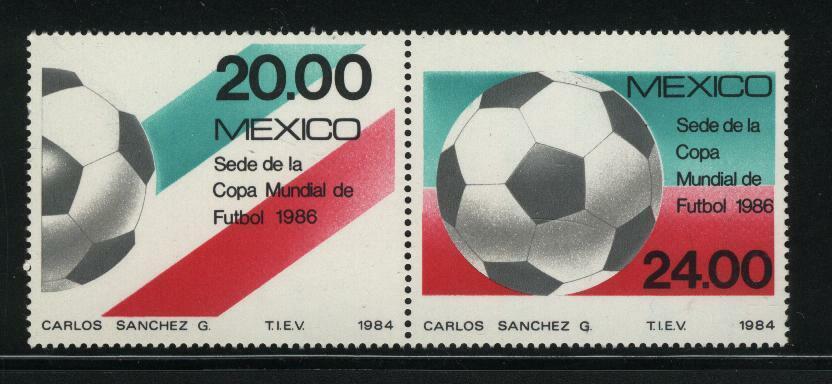 20.00
MEXICO
Sede de la
Copa Mundial de
Futbol 1986
CARLOS SANCHEZ G. T.I.E.V. 1984
MEXICO
Sede de la
Copa
Mundial de
Futbol 1986
24.00
CARLOS SANCHEZ G. T.I.E.V. 1984